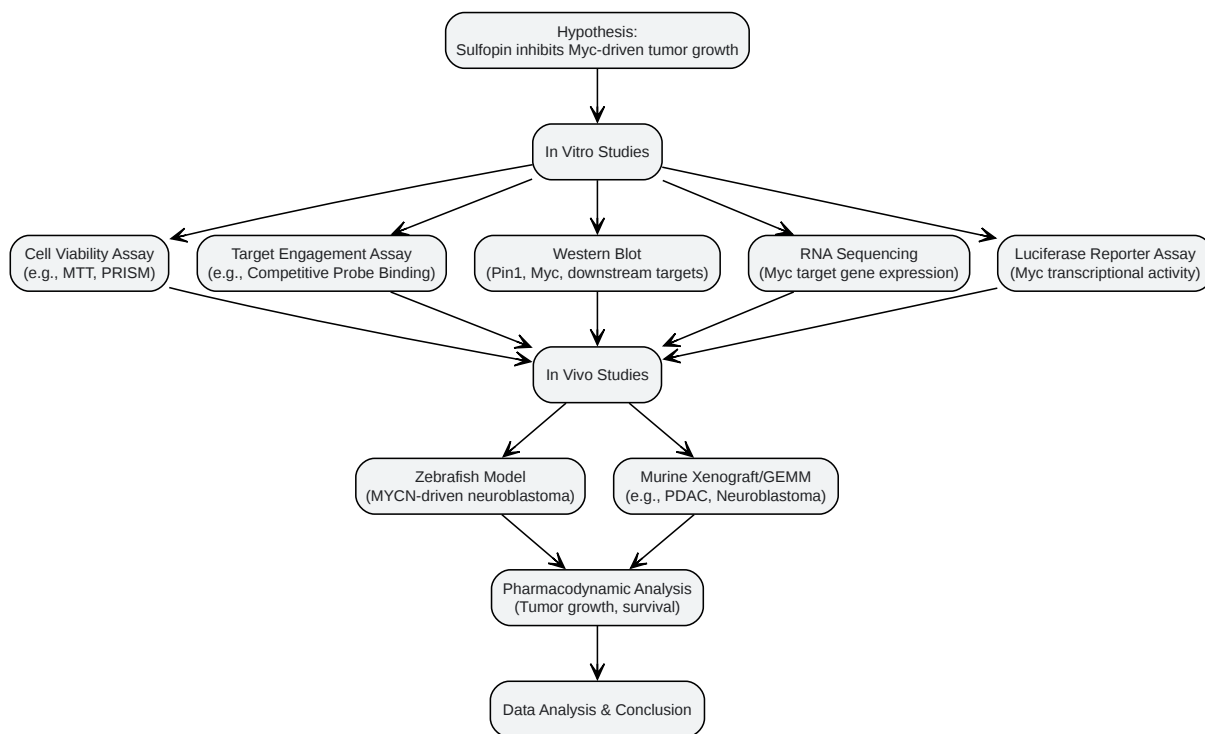 Hypothesis:
Sulfopin inhibits Myc-driven tumor growth
In Vitro Studies
Cell Viability Assay
(e.g., MTT, PRISM)
Target Engagement Assay
(e.g., Competitive Probe Binding)
Western Blot
(Pin1, Myc, downstream targets)
RNA Sequencing
(Myc target gene expression)
Luciferase Reporter Assay
(Myc transcriptional activity)
In Vivo Studies
Zebrafish Model
(MYCN-driven neuroblastoma)
Murine Xenograft/GEMM
(e.g., PDAC, Neuroblastoma)
Pharmacodynamic Analysis
(Tumor growth, survival)
Data Analysis & Conclusion